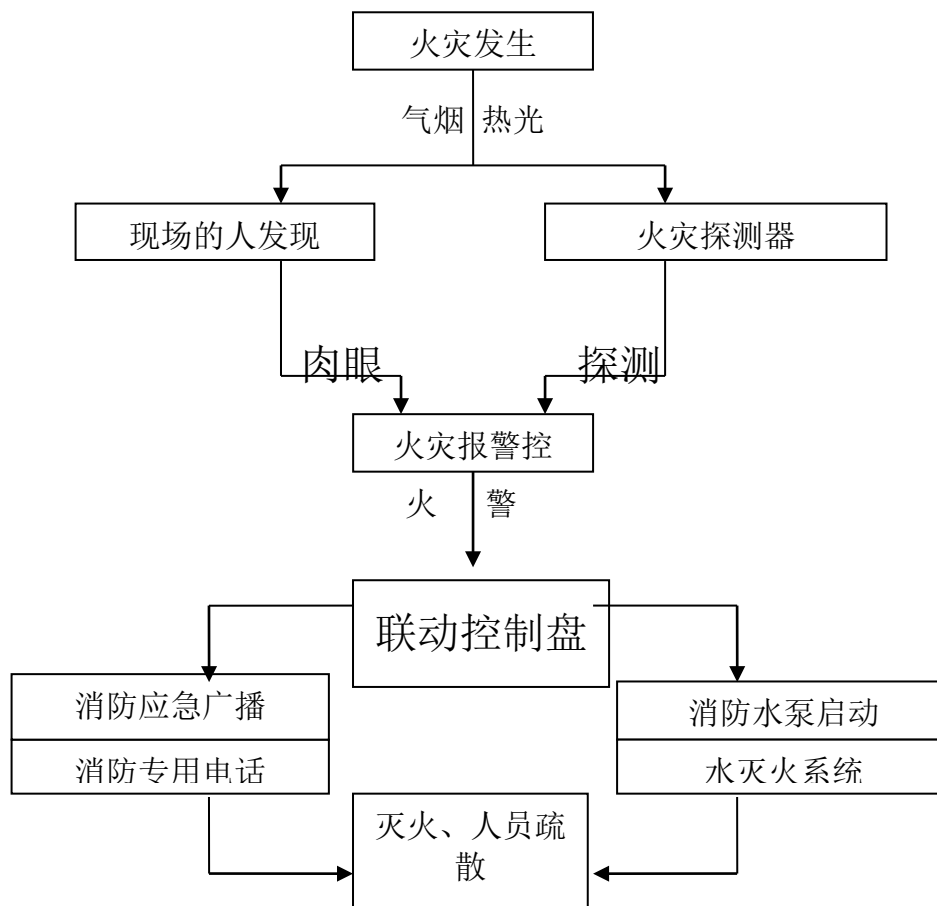 火灾发生
气烟 热光
现场的人发现
火灾探测器
肉眼
探测
火灾报警控
火 警
联动控制盘
消防应急广播
消防水泵启动
消防专用电话
水灭火系统
灭火、人员疏
散